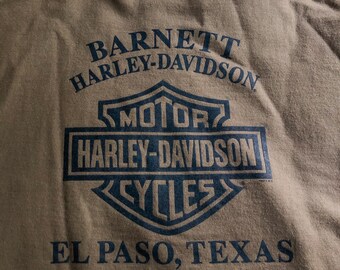 BARNETT
HARLEY-DAVIDSON
MOTOR
HARLEY-DAVIDSON
CYCLES
EL PASO, TEXAS